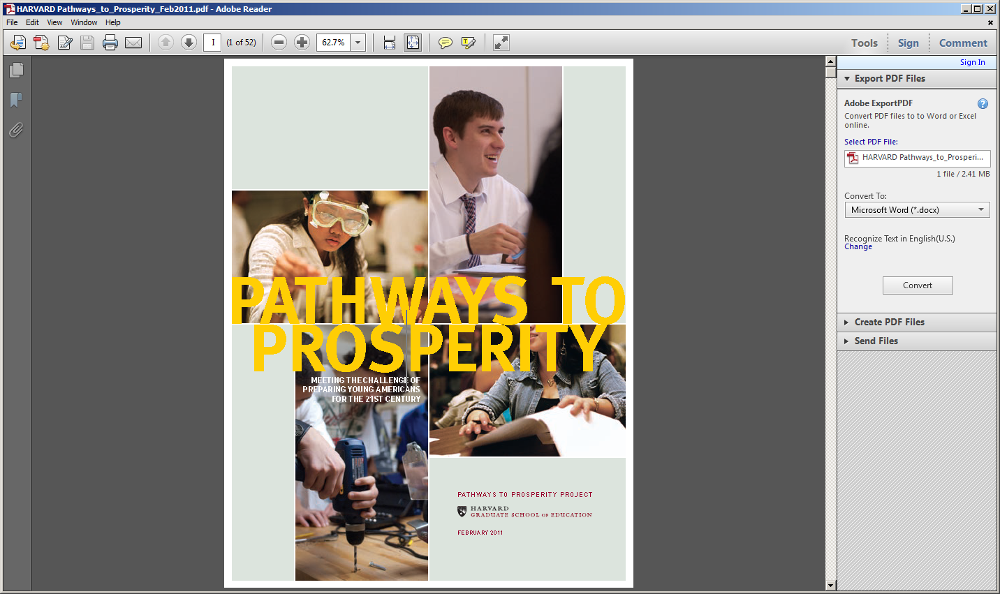 HARVARD Pathways_to_Prosperity_Feb2011.pdf - Adobe Reader
File Edit View Window Help
I (1 of 52) 62.7% Tools Sign Comment
Sign In
Export PDF Files
Adobe ExportPDF
Convert PDF files to to Word or Excel
online.
Select PDF File:
HARVARD Pathways_to_Prosperi...
1 file / 2.41 MB
Convert To:
Microsoft Word (*.docx)
Recognize Text in English(U.S.)
Change
Convert
Create PDF Files
Send Files
PATHWAYS TO
PROSPERITY
MEETING THE CHALLENGE OF
PREPARING YOUNG AMERICANS
FOR THE 21ST CENTURY
PATHWAYS TO PROSPERITY PROJECT
HARVARD
GRADUATE SCHOOL OF EDUCATION
FEBRUARY 2011